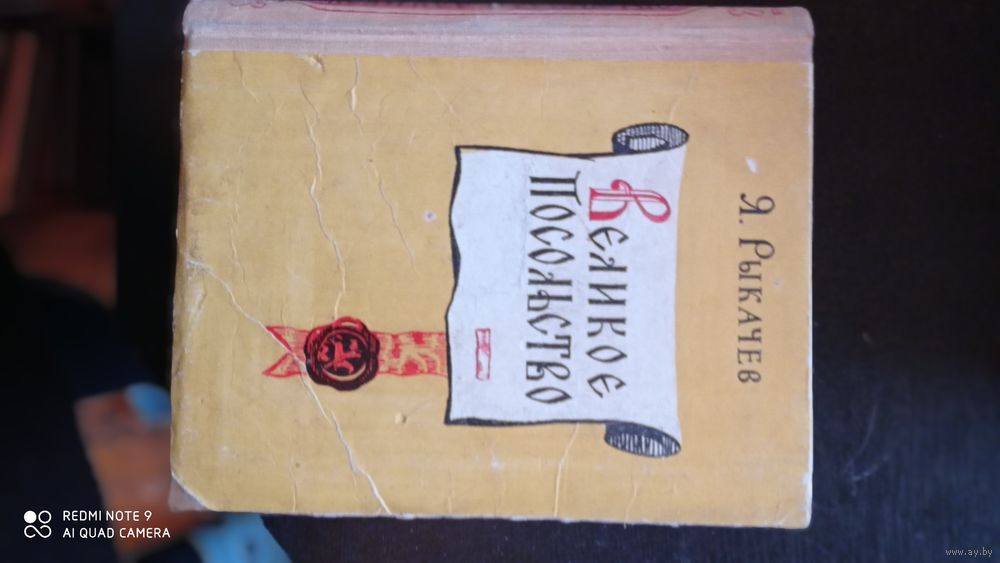 Я. Рыкачев
Великое
посольство
REDMI NOTE 9
AI QUAD CAMERA
www.ay.by